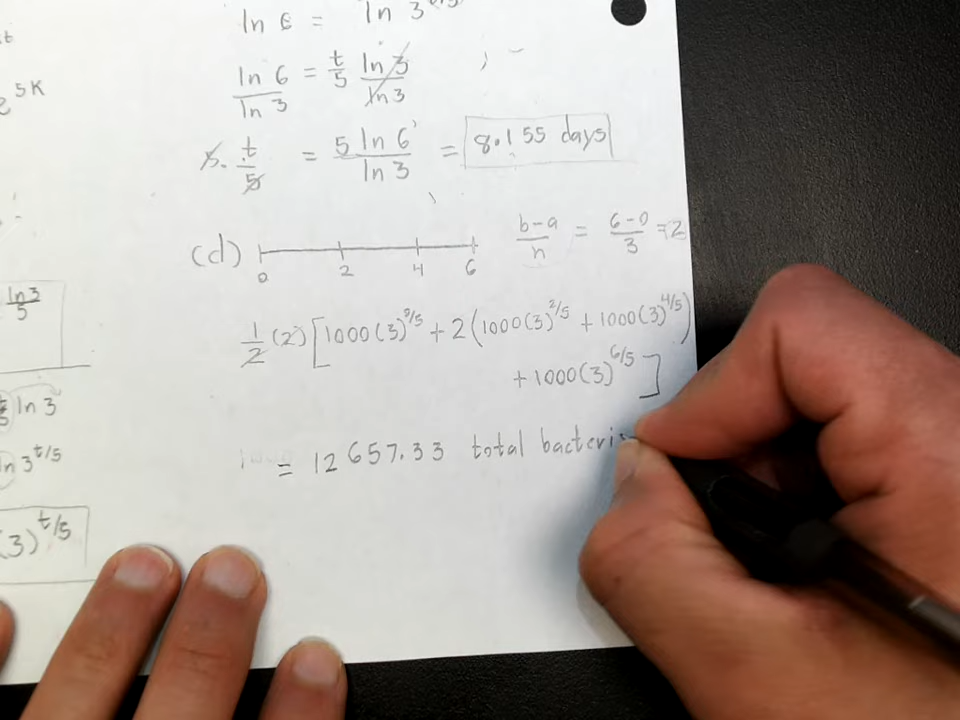 ln 6 = ln 3^t/5
e^5K
ln 6 / ln 3 = t/5 ln 3 / ln 3
5. t/5 = 5 ln 6 / ln 3 = 8.155 days
(d) 0 2 4 6 b-a/n = 6-0/3 = 2
ln3/5
1/2 (2) [1000(3)^0/5 + 2(1000(3)^2/5 + 1000(3)^4/5)
+ 1000(3)^6/5]
ln 3
= 12657.33 total bacteri
ln 3^t/5
(3)^t/5